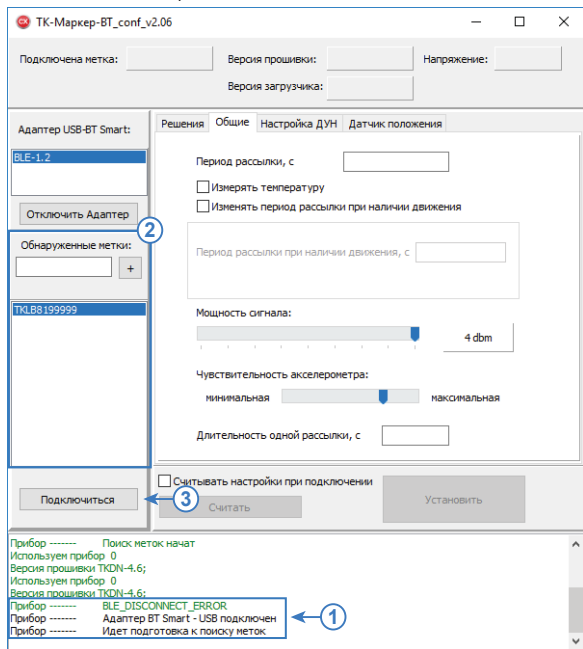 ТК-Маркер-BT_conf_v2.06
Подключена метка: Версия прошивки: Напряжение:
Версия загрузчика:
Адаптер USB-BT Smart:
BLE-1.2
Отключить Адаптер
2
Обнаруженные метки:
+
TKLB8199999
Подключиться
3
Решения Общие Настройка ДУН Датчик положения
Период рассылки, с
Измерять температуру
Изменять период рассылки при наличии движения
Период рассылки при наличии движения, с
Мощность сигнала:
4 dbm
Чувствительность акселерометра:
минимальная максимальная
Длительность одной рассылки, с
Считывать настройки при подключении
Считать Установить
Прибор ------- Поиск меток начат
Используем прибор 0
Версия прошивки TKDN-4.6;
Используем прибор 0
Версия прошивки TKDN-4.6;
Прибор ------- BLE_DISCONNECT_ERROR
Прибор ------- Адаптер BT Smart - USB подключен
Прибор ------- Идет подготовка к поиску меток
1